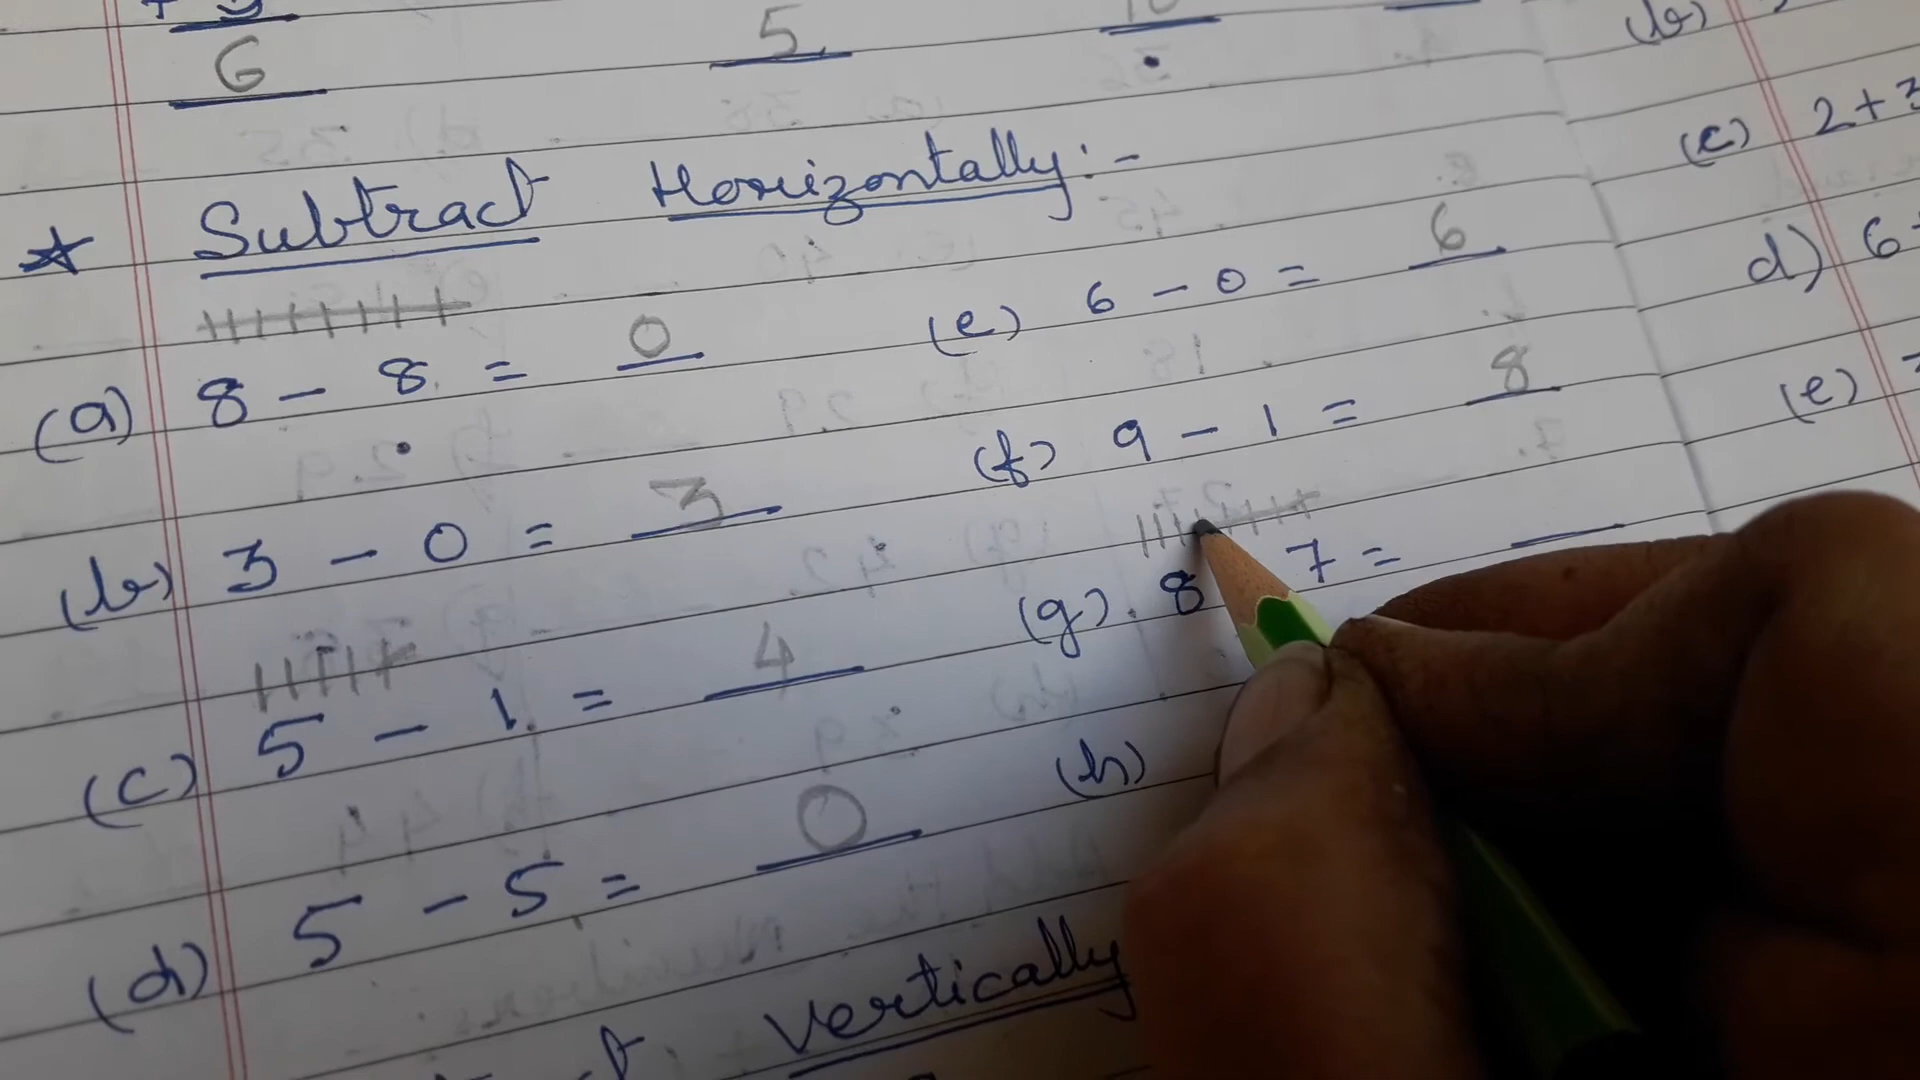 6 5 10
★ Subtract Horizontally:-
(a) 8 - 8 = 0
(b) 3 - 0 = 3
(c) 5 - 1 = 4
(d) 5 - 5 = 0
(e) 6 - 0 = 6
(f) 9 - 1 = 8
(g) 8 7 =
(h)
Vertically
(b)
(c) 2+3
d) 6
(e)